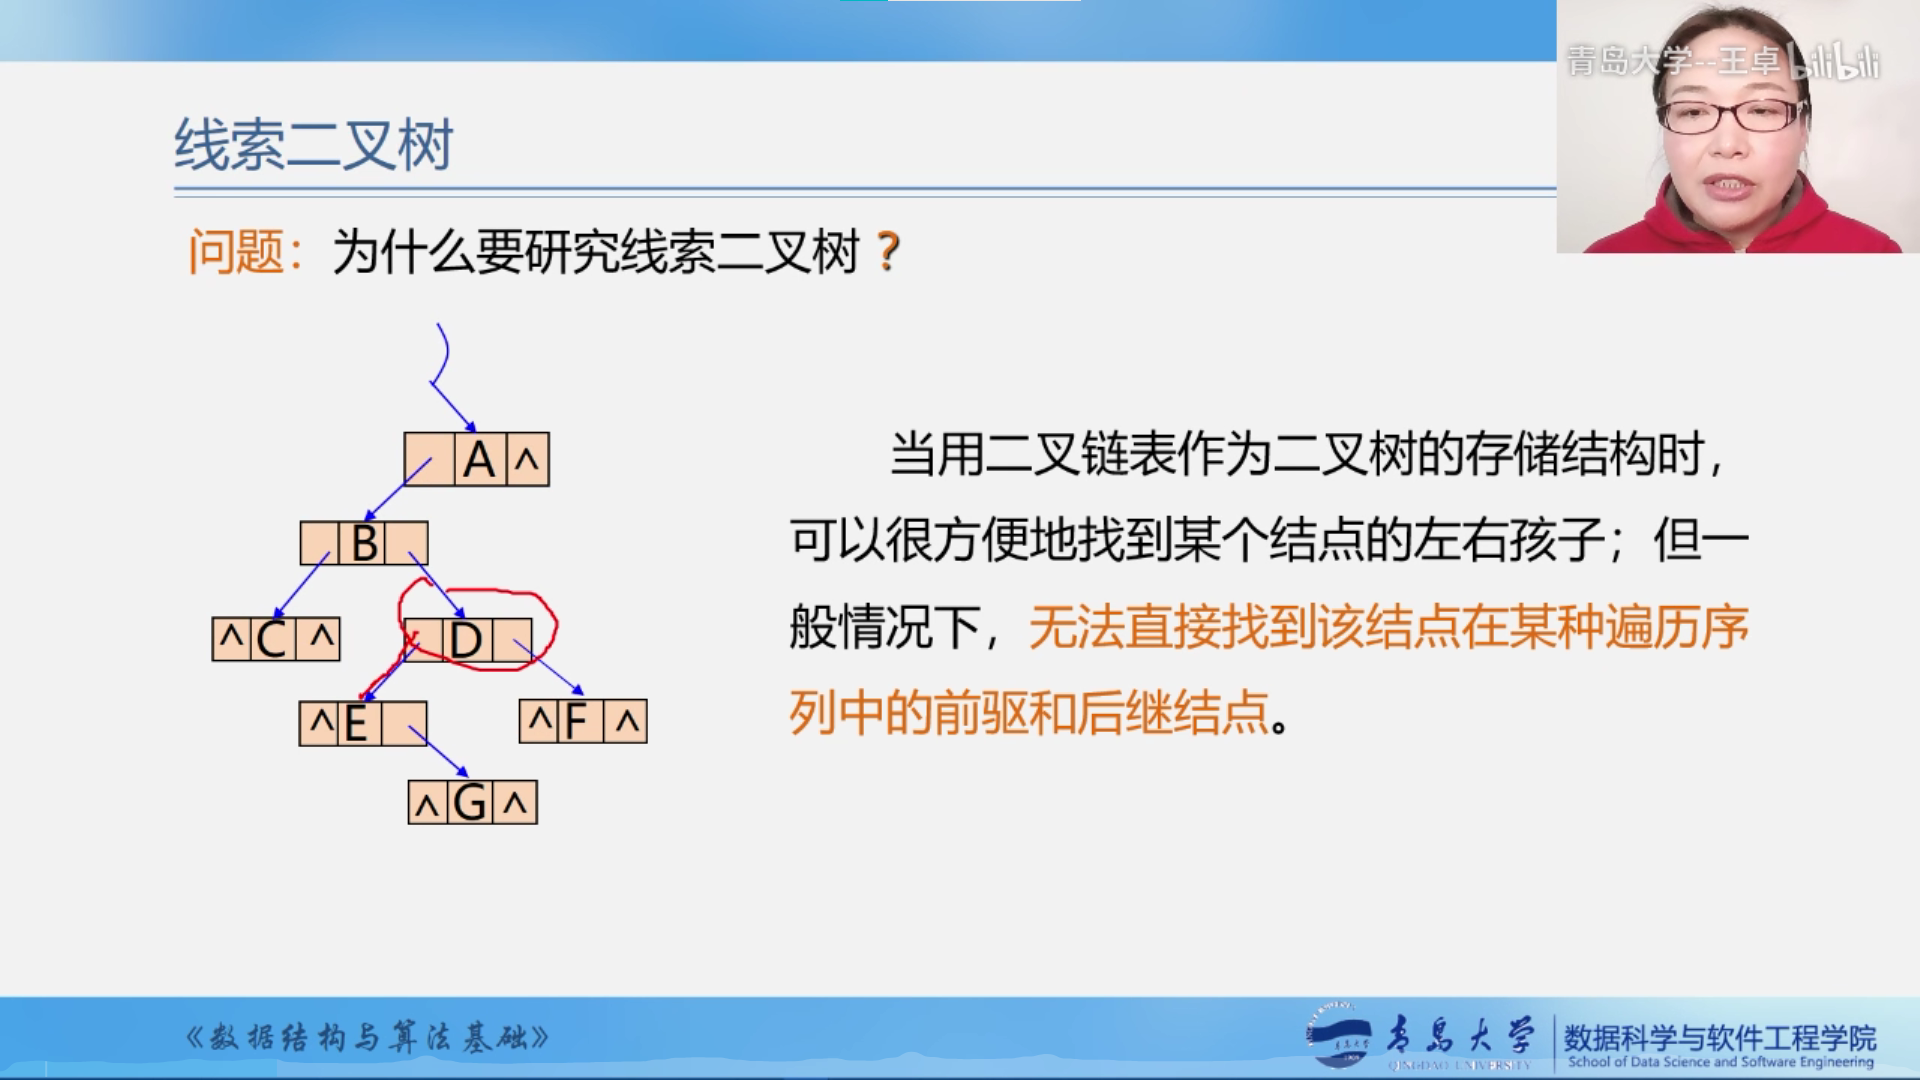 青岛大学--王卓 bilibili
线索二叉树
问题：为什么要研究线索二叉树？
A ^
B
^ C ^
D
^ E
^ F ^
^ G ^
当用二叉链表作为二叉树的存储结构时，
可以很方便地找到某个结点的左右孩子；但一
般情况下，无法直接找到该结点在某种遍历序
列中的前驱和后继结点。
《数据结构与算法基础》
青岛大学
QINGDAO UNIVERSITY
数据科学与软件工程学院
School of Data Science and Software Engineering